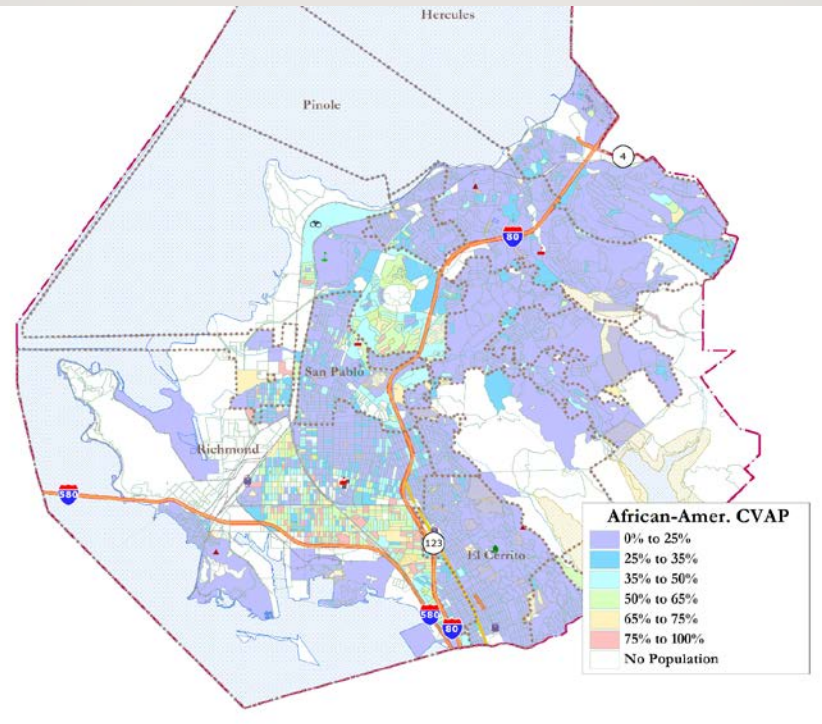 Hercules
Pinole
4
80
San Pablo
Richmond
580
123
El Cerrito
580
80
African-Amer. CVAP
0% to 25%
25% to 35%
35% to 50%
50% to 65%
65% to 75%
75% to 100%
No Population